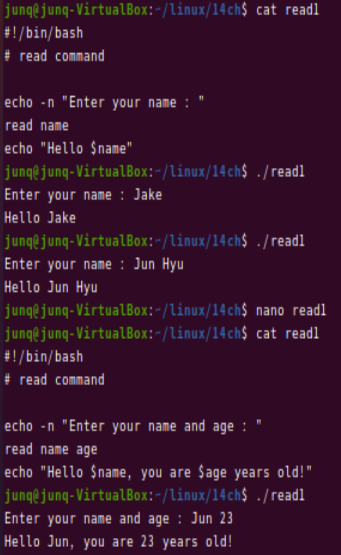 junq@junq-VirtualBox:~/linux/14ch$ cat read1
#!/bin/bash
# read command
echo -n "Enter your name : "
read name
echo "Hello $name"
junq@junq-VirtualBox:~/linux/14ch$ ./read1
Enter your name : Jake
Hello Jake
junq@junq-VirtualBox:~/linux/14ch$ ./read1
Enter your name : Jun Hyu
Hello Jun Hyu
junq@junq-VirtualBox:~/linux/14ch$ nano read1
junq@junq-VirtualBox:~/linux/14ch$ cat read1
#!/bin/bash
# read command
echo -n "Enter your name and age : "
read name age
echo "Hello $name, you are $age years old!"
junq@junq-VirtualBox:~/linux/14ch$ ./read1
Enter your name and age : Jun 23
Hello Jun, you are 23 years old!